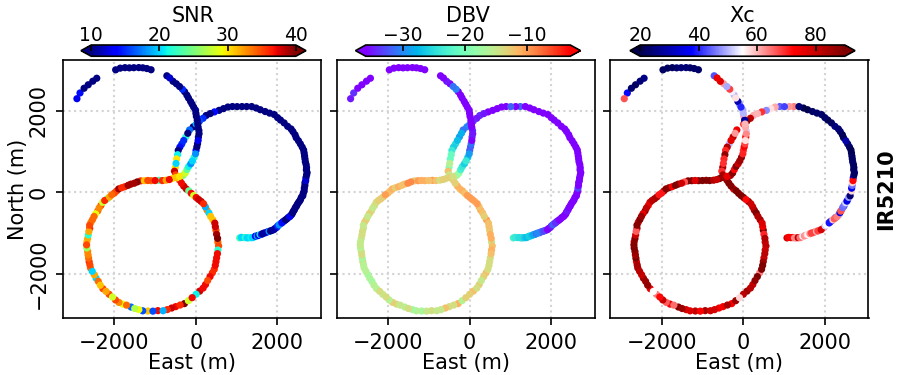 SNR DBV Xc
10 20 30 40 −30 −20 −10 20 40 60 80
2000
0
−2000
North (m)
IR5210
−2000 0 2000 −2000 0 2000 −2000 0 2000
East (m) East (m) East (m)